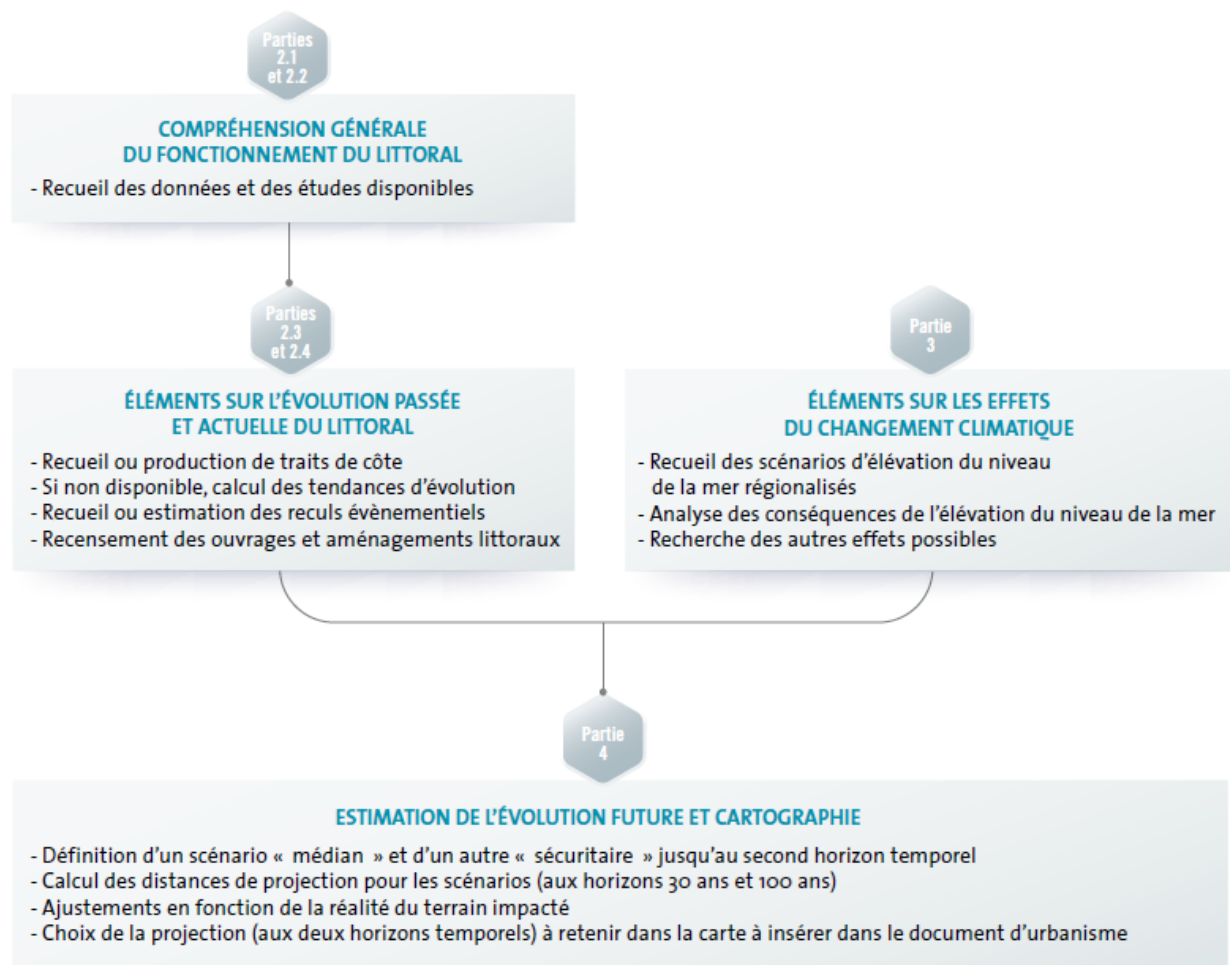 Parties
2.1
et 2.2
COMPRÉHENSION GÉNÉRALE
DU FONCTIONNEMENT DU LITTORAL
- Recueil des données et des études disponibles
Parties
2.3
et 2.4
ÉLÉMENTS SUR L'ÉVOLUTION PASSÉE
ET ACTUELLE DU LITTORAL
- Recueil ou production de traits de côte
- Si non disponible, calcul des tendances d'évolution
- Recueil ou estimation des reculs évènementiels
- Recensement des ouvrages et aménagements littoraux
Partie
3
ÉLÉMENTS SUR LES EFFETS
DU CHANGEMENT CLIMATIQUE
- Recueil des scénarios d'élévation du niveau
de la mer régionalisés
- Analyse des conséquences de l'élévation du niveau de la mer
- Recherche des autres effets possibles
Partie
4
ESTIMATION DE L'ÉVOLUTION FUTURE ET CARTOGRAPHIE
- Définition d'un scénario « médian » et d'un autre « sécuritaire » jusqu'au second horizon temporel
- Calcul des distances de projection pour les scénarios (aux horizons 30 ans et 100 ans)
- Ajustements en fonction de la réalité du terrain impacté
- Choix de la projection (aux deux horizons temporels) à retenir dans la carte à insérer dans le document d'urbanisme